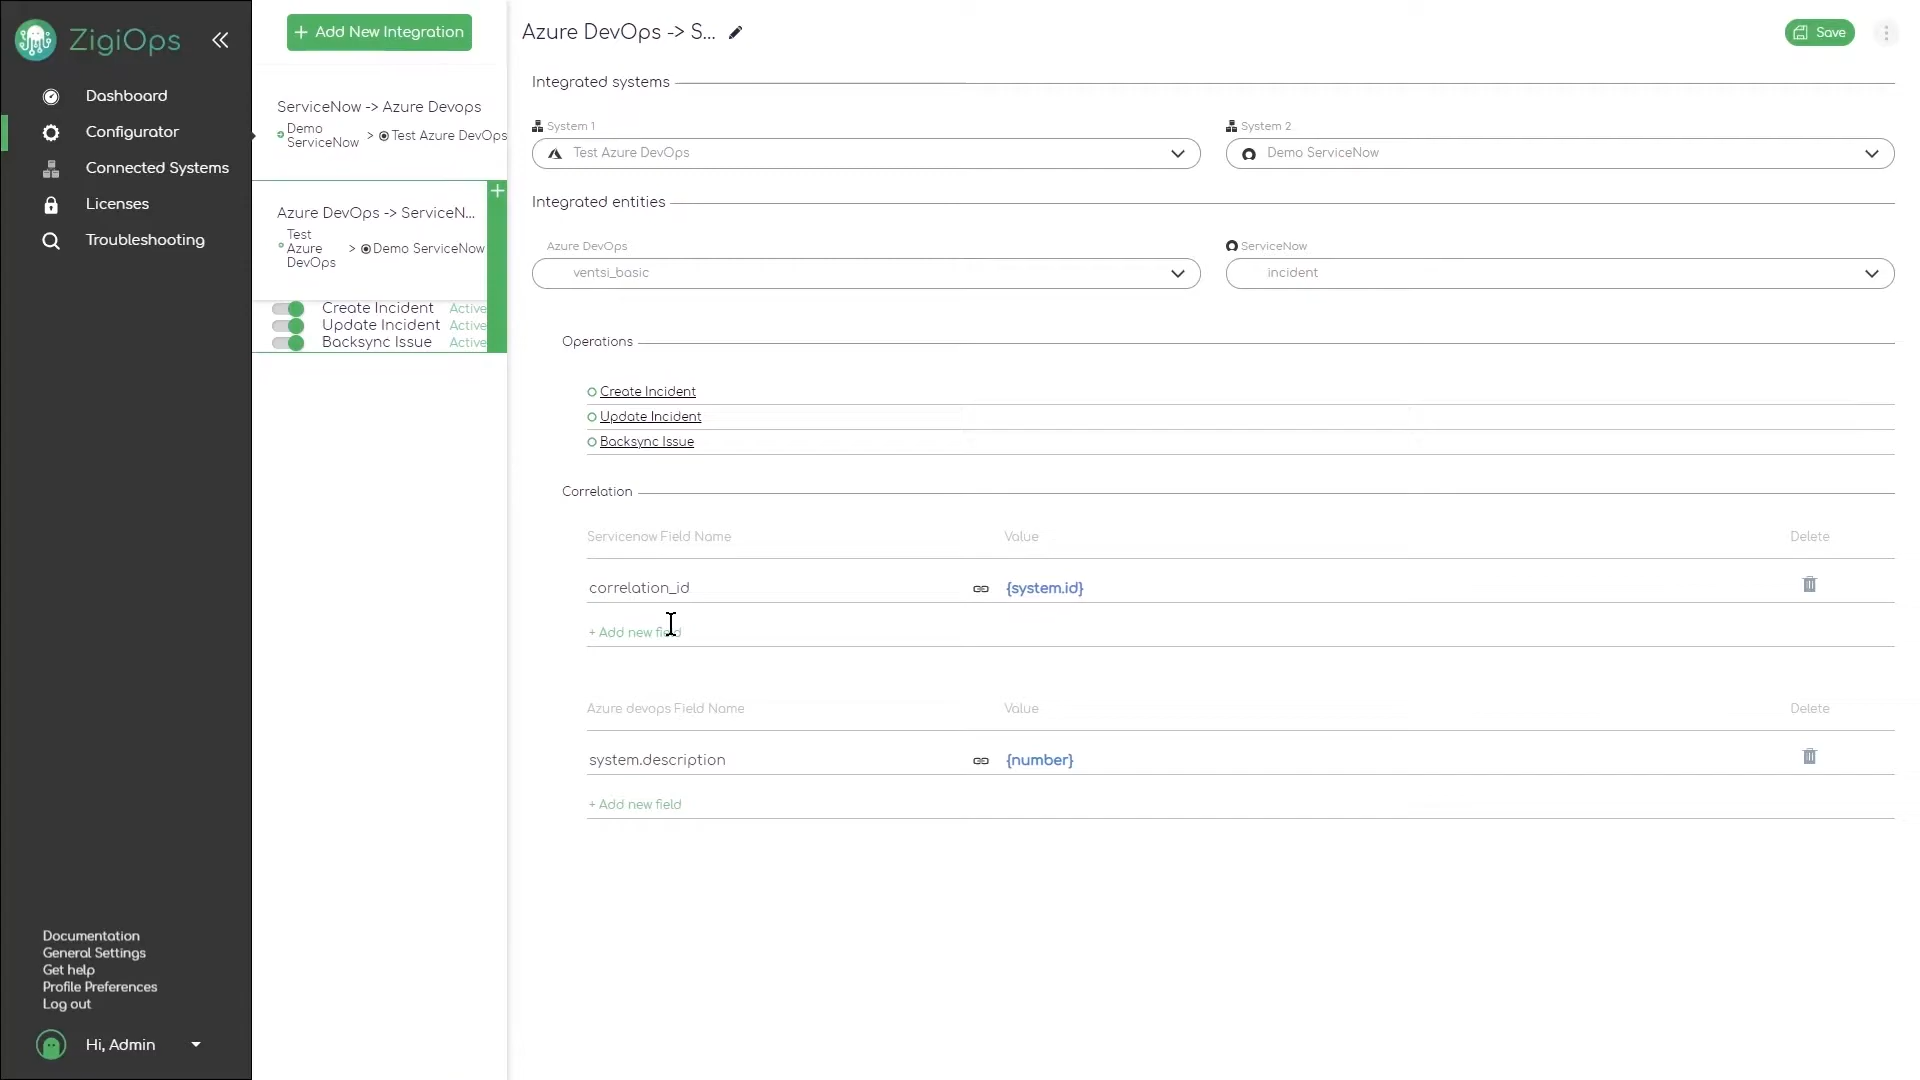 ZigiOps
Dashboard
Configurator
Connected Systems
Licenses
Troubleshooting
Documentation
General Settings
Get help
Profile Preferences
Log out
Hi, Admin
+ Add New Integration
ServiceNow -> Azure Devops
Demo ServiceNow > Test Azure DevOps
Azure DevOps -> ServiceN...
Test Azure DevOps > Demo ServiceNow
Create Incident Active
Update Incident Active
Backsync Issue Active
Azure DevOps -> S...
Save
Integrated systems
System 1
Test Azure DevOps
System 2
Demo ServiceNow
Integrated entities
Azure DevOps
ventsi_basic
ServiceNow
incident
Operations
Create Incident
Update Incident
Backsync Issue
Correlation
Servicenow Field Name Value Delete
correlation_id {system.id}
+ Add new field
Azure devops Field Name Value Delete
system.description {number}
+ Add new field